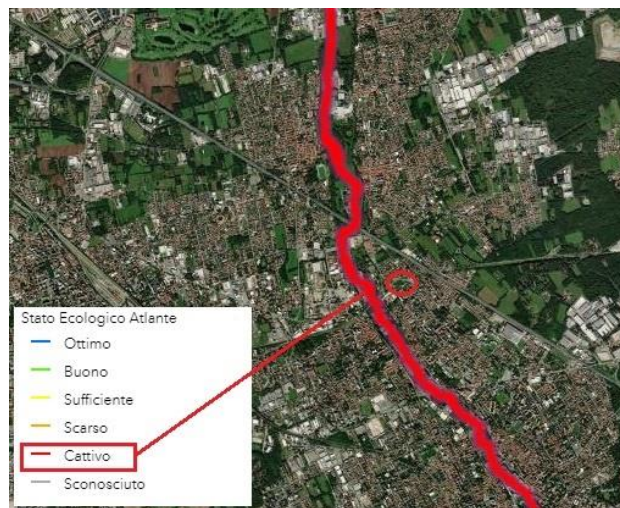 Stato Ecologico Atlante
Ottimo
Buono
Sufficiente
Scarso
Cattivo
Sconosciuto